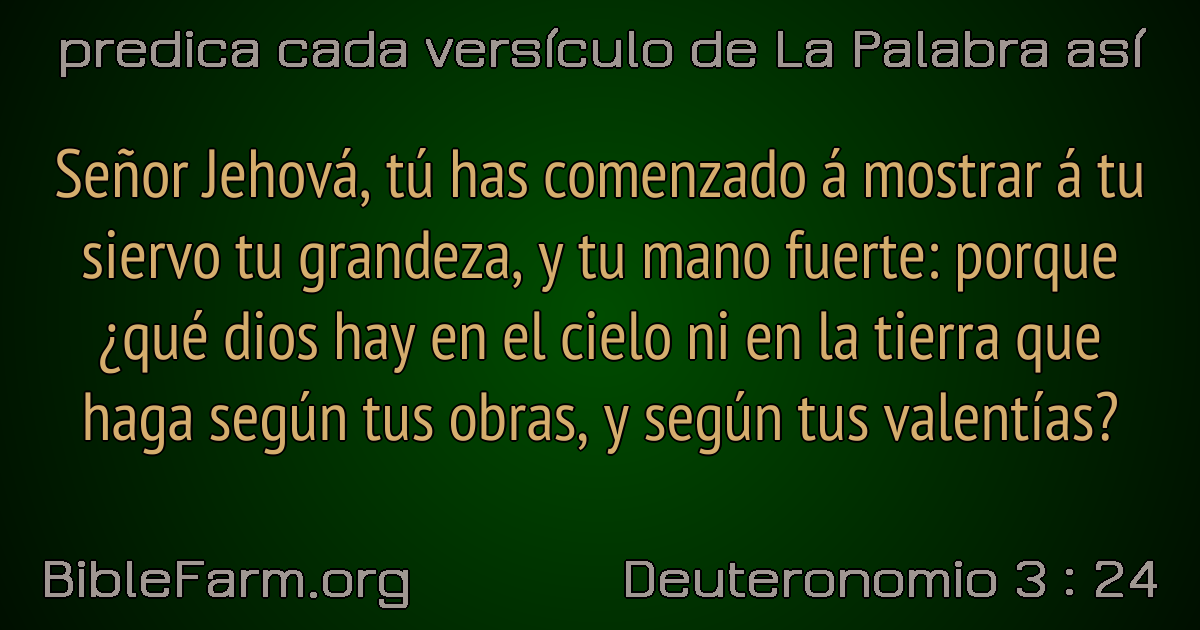 predica cada versículo de La Palabra así
Señor Jehová, tú has comenzado á mostrar á tu
siervo tu grandeza, y tu mano fuerte: porque
¿qué dios hay en el cielo ni en la tierra que
haga según tus obras, y según tus valentías?
BibleFarm.org
Deuteronomio 3 : 24